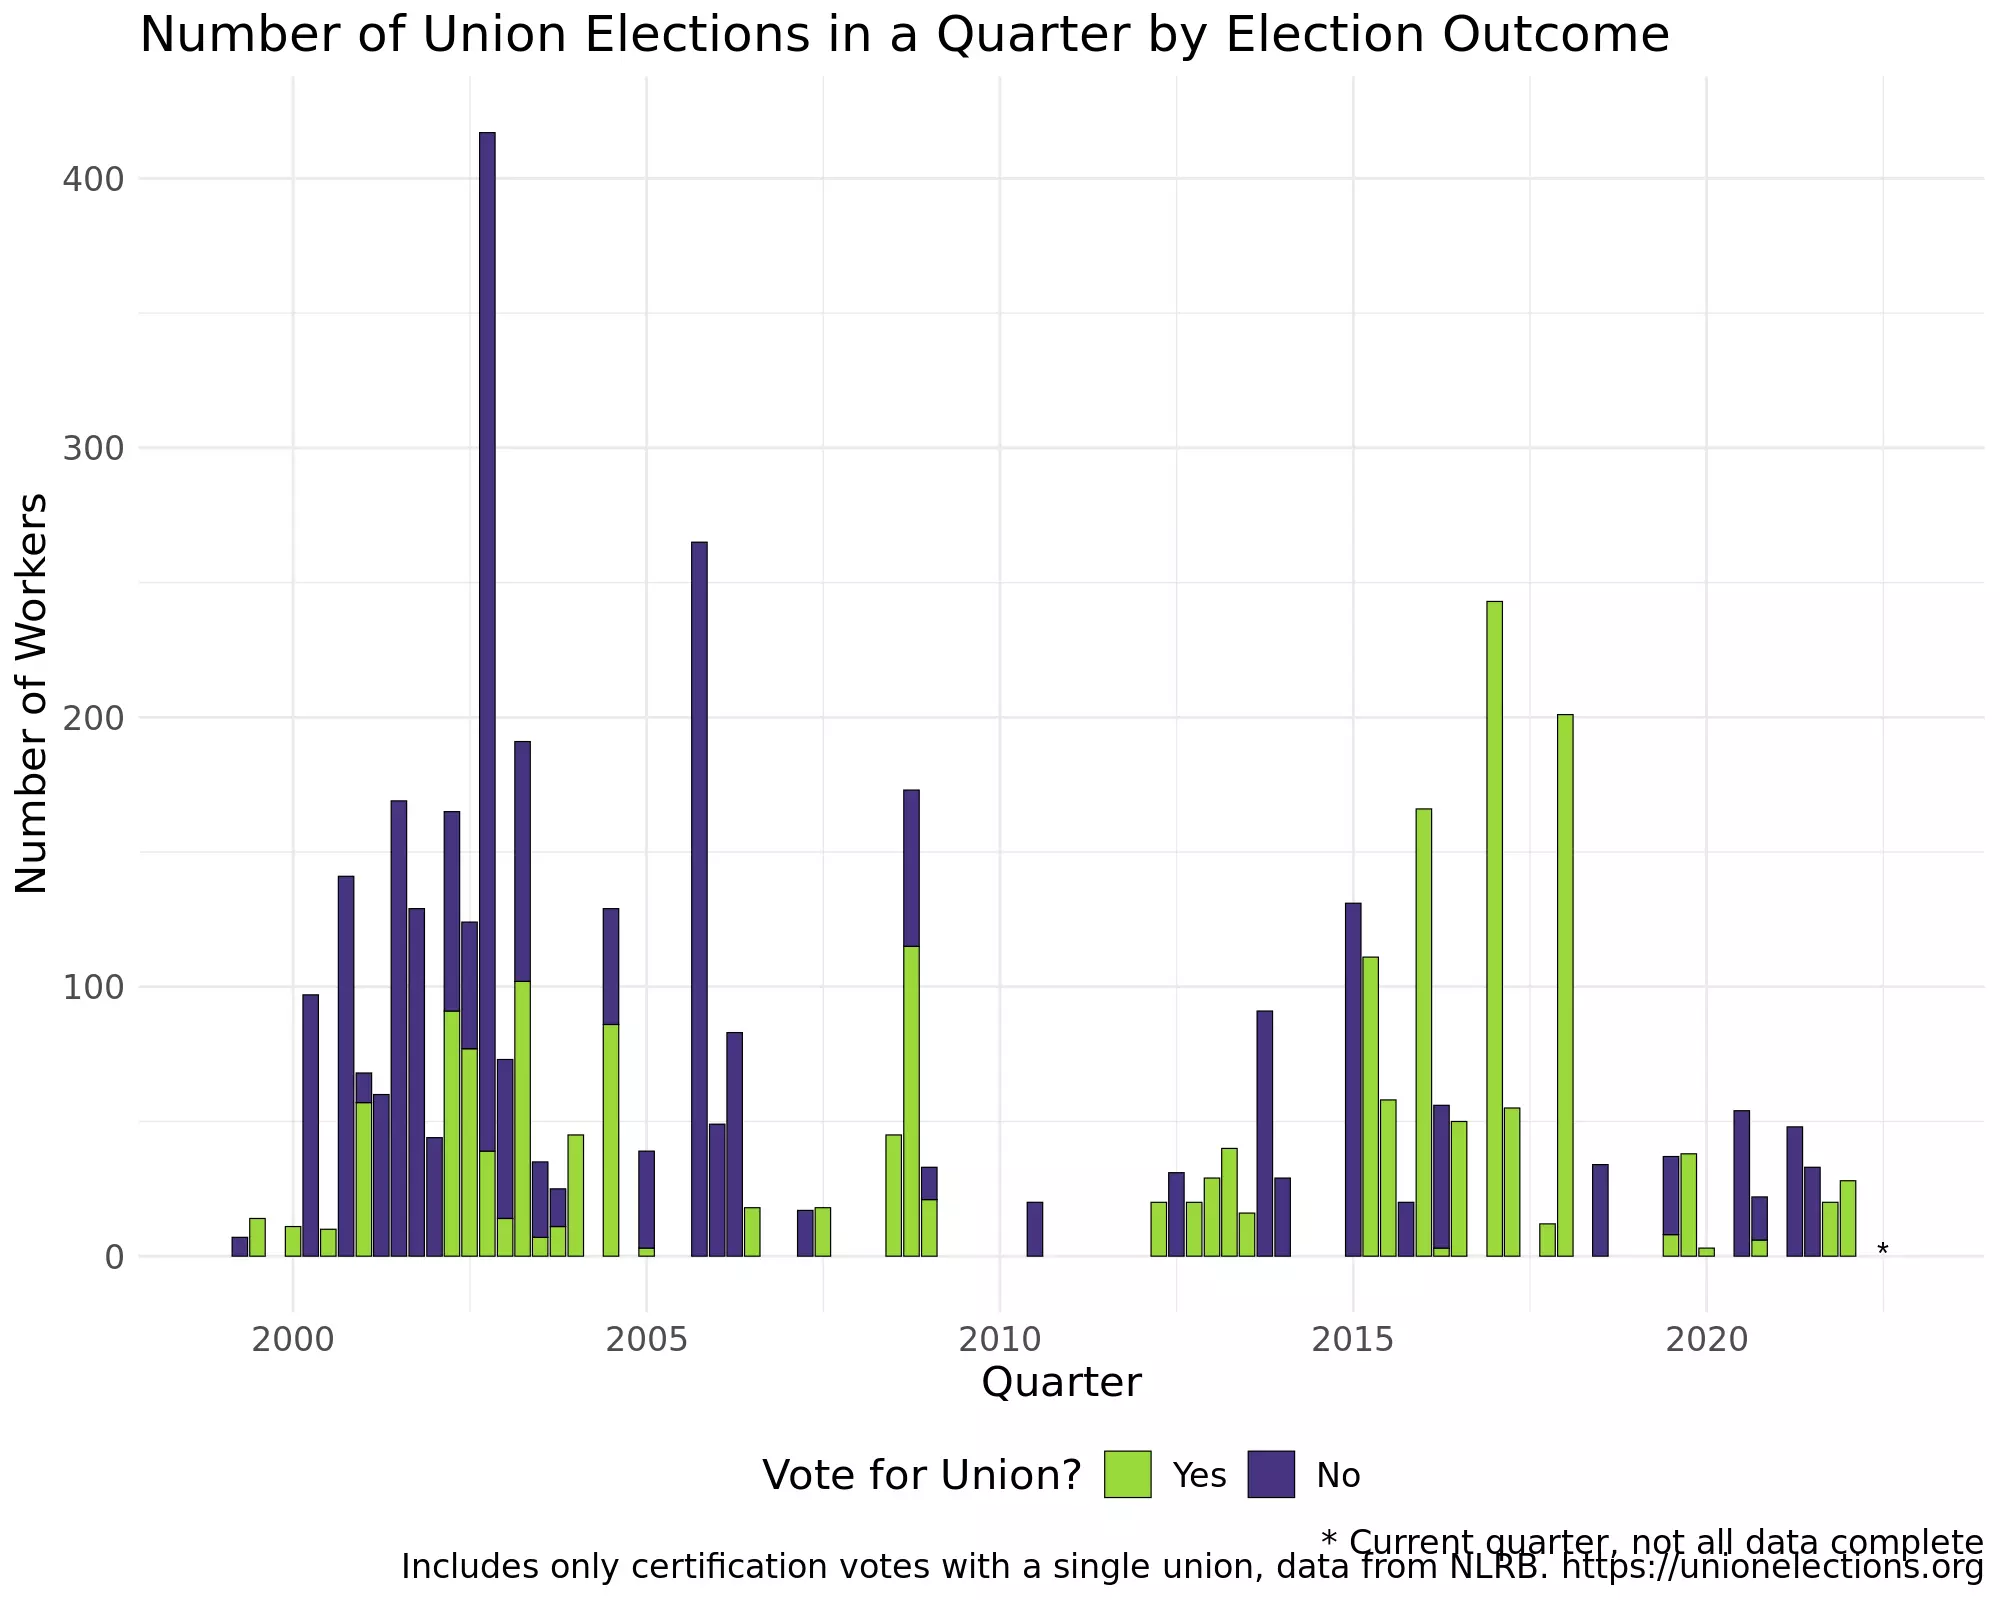 Number of Union Elections in a Quarter by Election Outcome
Number of Workers
400
300
200
100
0
*
2000 2005 2010 2015 2020
Quarter
Vote for Union? Yes No
* Current quarter, not all data complete
Includes only certification votes with a single union, data from NLRB. https://unionelections.org